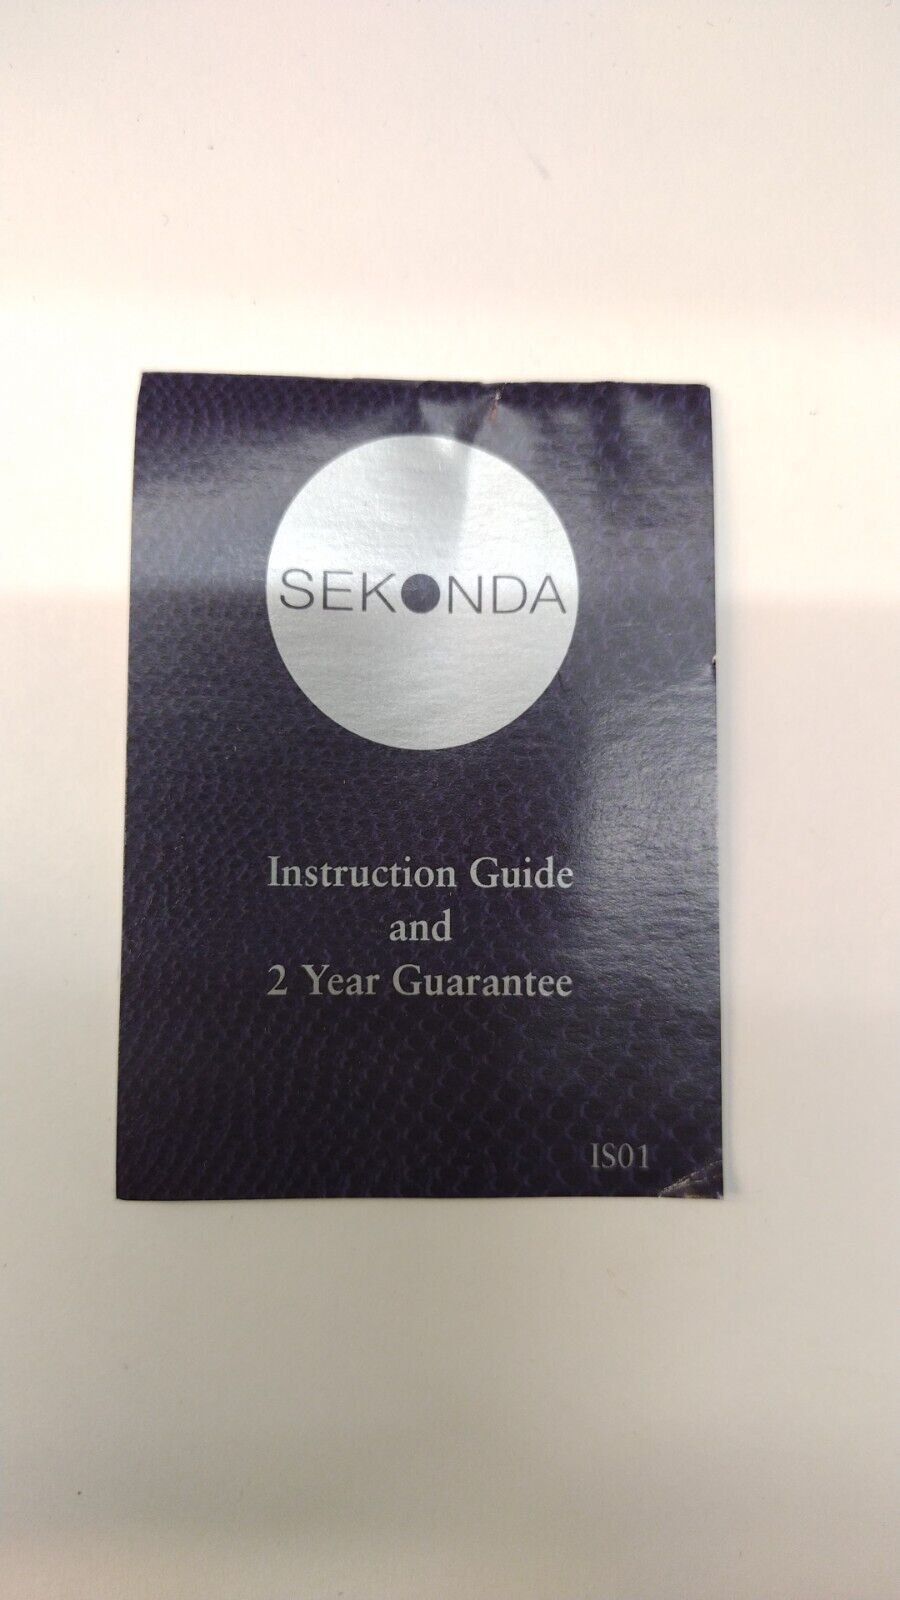 SEKONDA
Instruction Guide
and
2 Year Guarantee
IS01